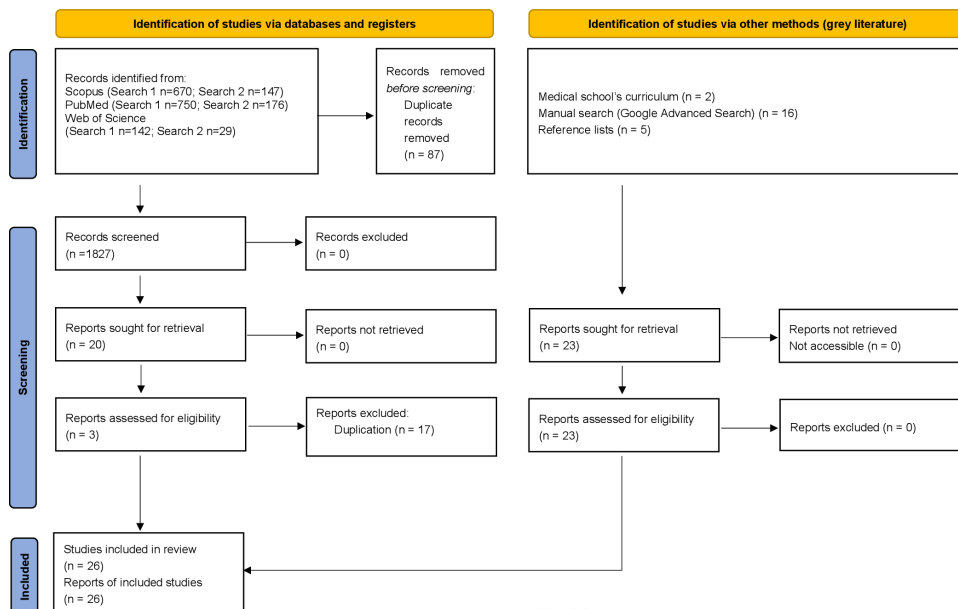 Identification of studies via databases and registers
Identification of studies via other methods (grey literature)
Identification
Records identified from:
Scopus (Search 1 n=670; Search 2 n=147)
PubMed (Search 1 n=750; Search 2 n=176)
Web of Science
(Search 1 n=142; Search 2 n=29)
Records removed
before screening:
Duplicate
records
removed
(n = 87)
Medical school's curriculum (n = 2)
Manual search (Google Advanced Search) (n = 16)
Reference lists (n = 5)
Screening
Records screened
(n =1827)
Records excluded
(n = 0)
Reports sought for retrieval
(n = 20)
Reports not retrieved
(n = 0)
Reports sought for retrieval
(n = 23)
Reports not retrieved
Not accessible (n = 0)
Reports assessed for eligibility
(n = 3)
Reports excluded:
Duplication (n = 17)
Reports assessed for eligibility
(n = 23)
Reports excluded (n = 0)
Included
Studies included in review
(n = 26)
Reports of included studies
(n = 26)